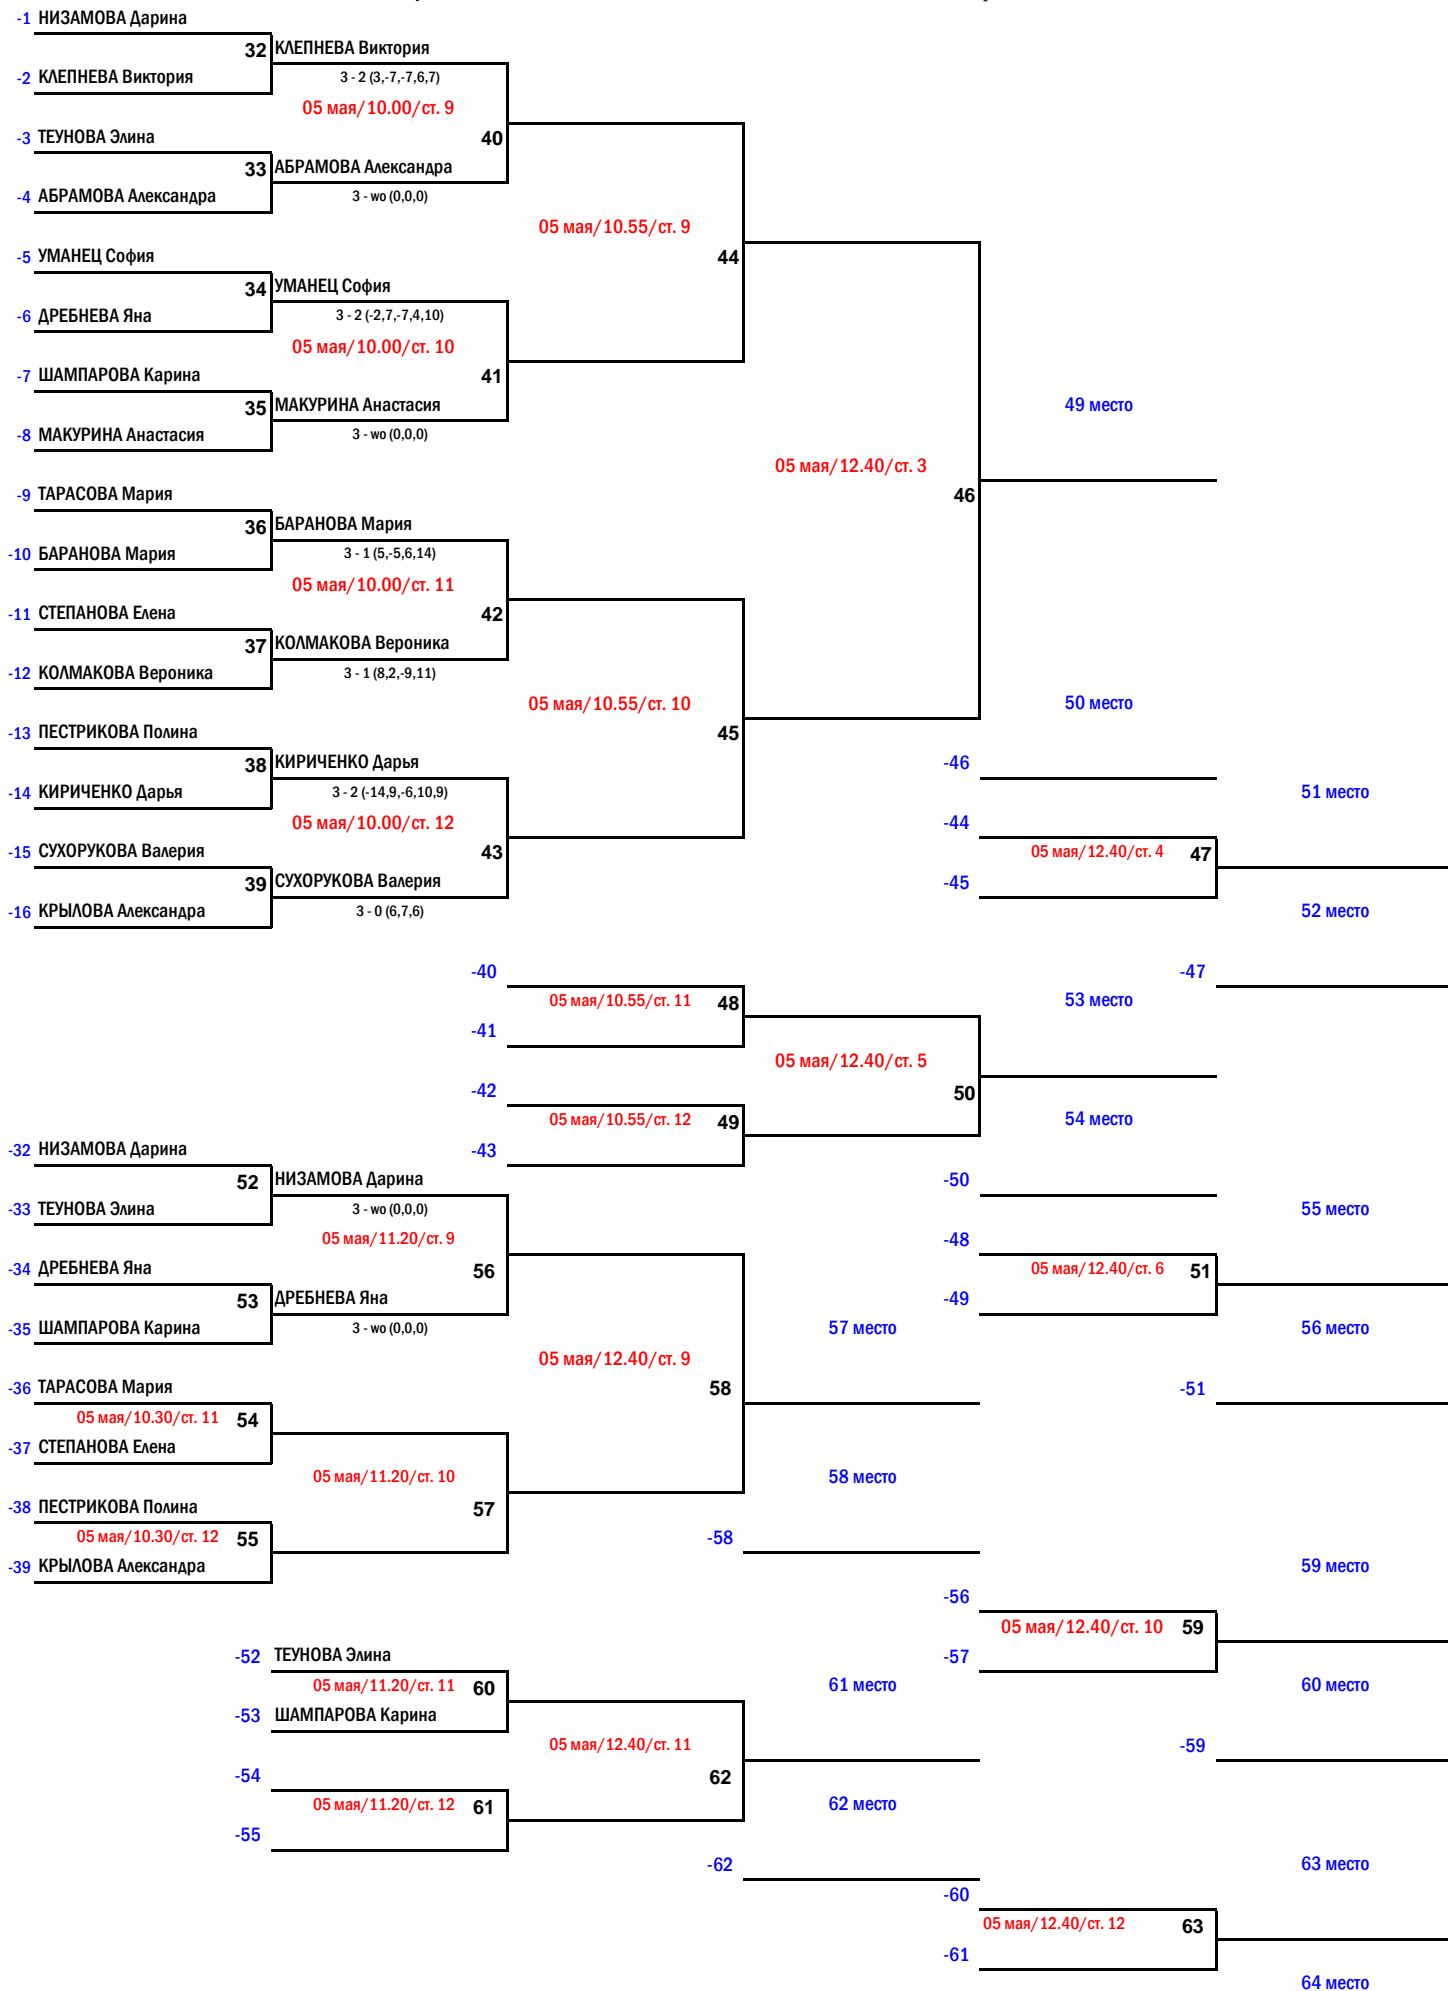 -1 НИЗАМОВА Дарина
32 КЛЕПНЕВА Виктория
-2 КЛЕПНЕВА Виктория
3 - 2 (3,-7,-7,6,7)
05 мая/10.00/ст. 9
-3 ТЕУНОВА Элина
40
33 АБРАМОВА Александра
-4 АБРАМОВА Александра
3 - wo (0,0,0)
05 мая/10.55/ст. 9
-5 УМАНЕЦ София
44
34 УМАНЕЦ София
-6 ДРЕБНЕВА Яна
3 - 2 (-2,7,-7,4,10)
05 мая/10.00/ст. 10
-7 ШАМПАРОВА Карина
41
35 МАКУРИНА Анастасия
49 место
-8 МАКУРИНА Анастасия
3 - wo (0,0,0)
05 мая/12.40/ст. 3
-9 ТАРАСОВА Мария
46
36 БАРАНОВА Мария
-10 БАРАНОВА Мария
3 - 1 (5,-5,6,14)
05 мая/10.00/ст. 11
-11 СТЕПАНОВА Елена
42
37 КОЛМАКОВА Вероника
-12 КОЛМАКОВА Вероника
3 - 1 (8,2,-9,11)
05 мая/10.55/ст. 10
50 место
-13 ПЕСТРИКОВА Полина
45
38 КИРИЧЕНКО Дарья
-46
-14 КИРИЧЕНКО Дарья
3 - 2 (-14,9,-6,10,9)
51 место
05 мая/10.00/ст. 12
-44
-15 СУХОРУКОВА Валерия
43
05 мая/12.40/ст. 4 47
39 СУХОРУКОВА Валерия
-45
-16 КРЫЛОВА Александра
3 - 0 (6,7,6)
52 место
-40
-47
05 мая/10.55/ст. 11 48
53 место
-41
05 мая/12.40/ст. 5
-42
50
05 мая/10.55/ст. 12 49
54 место
-32 НИЗАМОВА Дарина
-43
52 НИЗАМОВА Дарина
-50
-33 ТЕУНОВА Элина
3 - wo (0,0,0)
55 место
05 мая/11.20/ст. 9
-48
-34 ДРЕБНЕВА Яна
56
05 мая/12.40/ст. 6 51
53 ДРЕБНЕВА Яна
-49
-35 ШАМПАРОВА Карина
3 - wo (0,0,0)
57 место
56 место
05 мая/12.40/ст. 9
-36 ТАРАСОВА Мария
58
-51
05 мая/10.30/ст. 11 54
-37 СТЕПАНОВА Елена
05 мая/11.20/ст. 10
58 место
-38 ПЕСТРИКОВА Полина
57
05 мая/10.30/ст. 12 55
-58
-39 КРЫЛОВА Александра
59 место
-56
05 мая/12.40/ст. 10 59
-52 ТЕУНОВА Элина
-57
05 мая/11.20/ст. 11 60
61 место
60 место
-53 ШАМПАРОВА Карина
05 мая/12.40/ст. 11
-59
-54
62
05 мая/11.20/ст. 12 61
62 место
-55
-62
63 место
-60
05 мая/12.40/ст. 12 63
-61
64 место